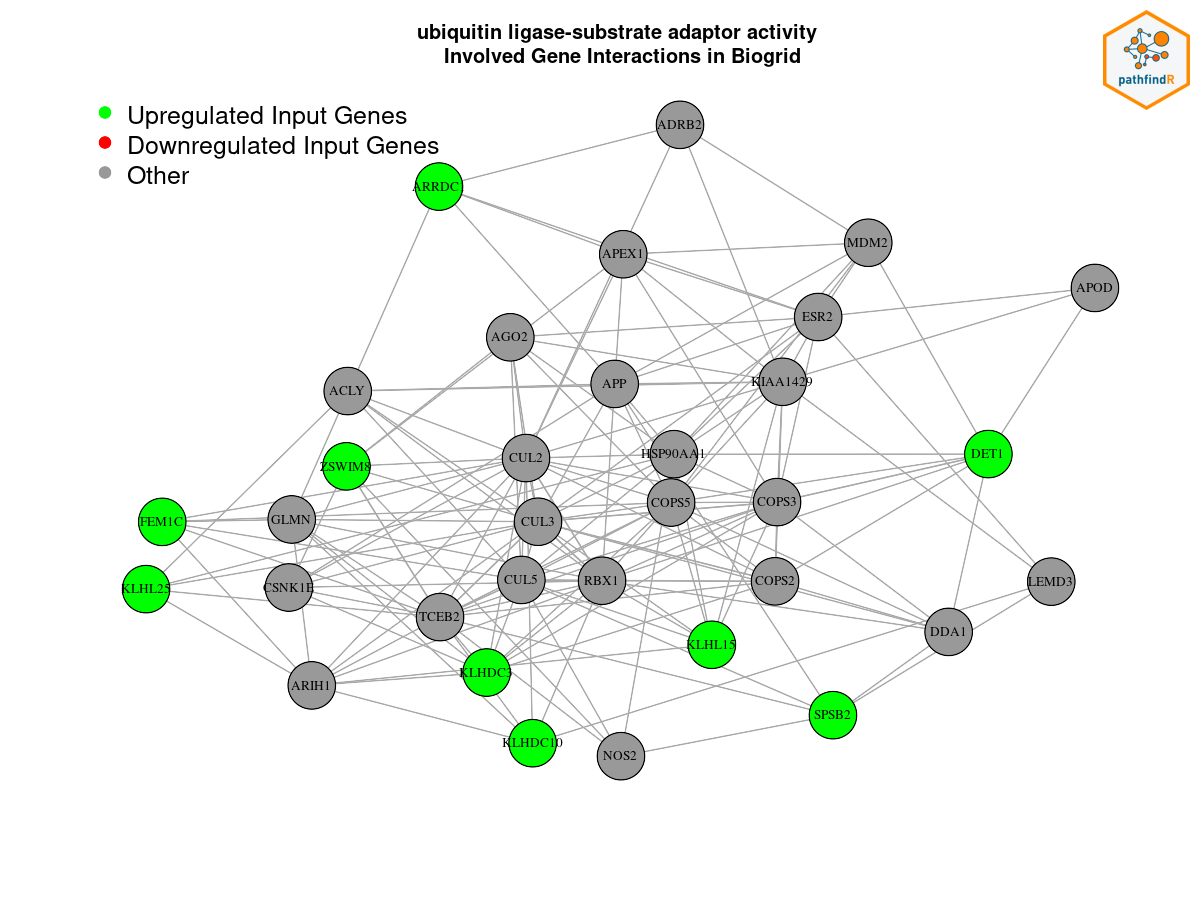 ubiquitin ligase-substrate adaptor activity
Involved Gene Interactions in Biogrid
pathfindR
Upregulated Input Genes
Downregulated Input Genes
Other
ADRB2
ARRDC
MDM2
APEX1
APOD
ESR2
AGO2
KIAA1429
APP
ACLY
HSP90AA1
DET1
CUL2
ZSWIM8
COPS5
COPS3
FEM1C
GLMN
CUL3
CUL5
RBX1
COPS2
LEMD3
KLHL25
CSNK1E
TCEB2
DDA1
KLHL15
KLHDC3
ARIH1
SPSB2
KLHDC10
NOS2